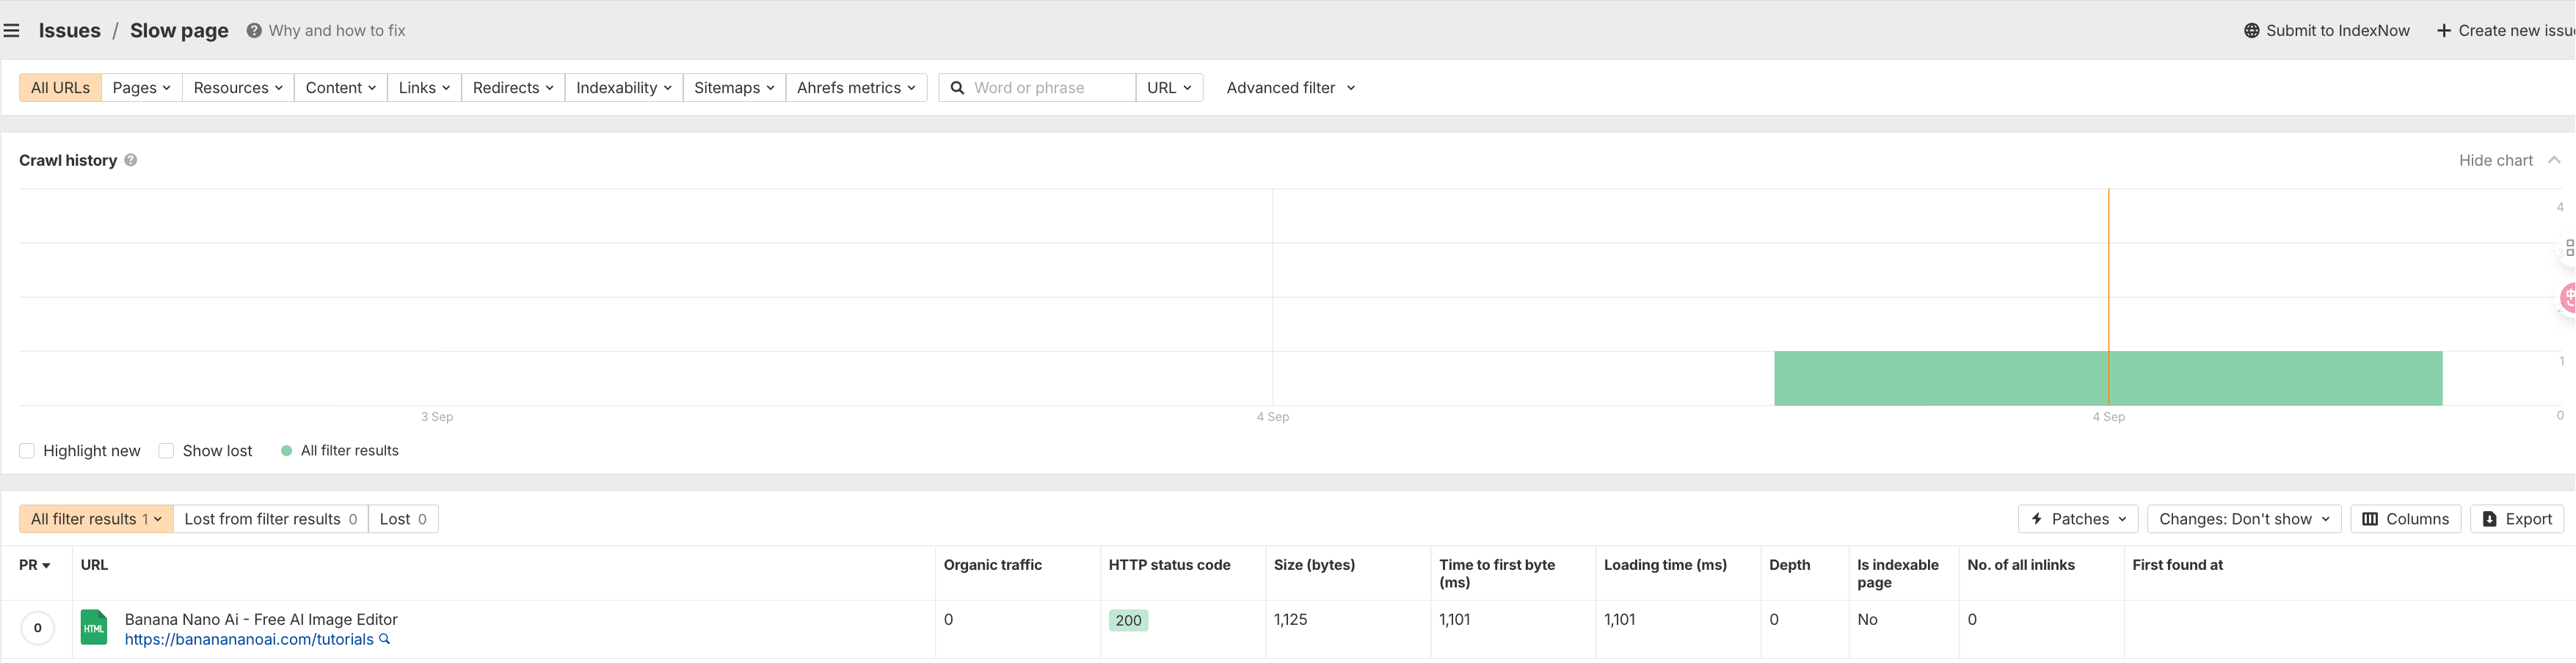 Issues / Slow page Why and how to fix Submit to IndexNow + Create new issu
All URLs Pages Resources Content Links Redirects Indexability Sitemaps Ahrefs metrics Word or phrase URL Advanced filter
Crawl history Hide chart
4
3
1
0
3 Sep 4 Sep 4 Sep
Highlight new Show lost All filter results
All filter results 1 Lost from filter results 0 Lost 0 Patches Changes: Don't show Columns Export
PR URL Organic traffic HTTP status code Size (bytes) Time to first byte (ms) Loading time (ms) Depth Is indexable page No. of all inlinks First found at
0 HTML Banana Nano Ai - Free AI Image Editor 0 200 1,125 1,101 1,101 0 No 0
https://banananano​ai.com/tutorials